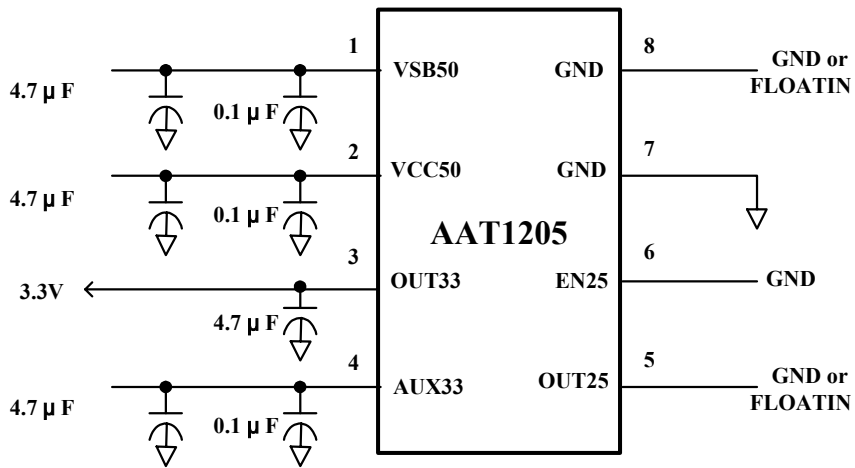 1
8
4.7 µ F
VSB50
GND
GND or
FLOATIN
0.1 µ F
2
7
4.7 µ F
VCC50
GND
0.1 µ F
AAT1205
3
6
3.3V
OUT33
EN25
GND
4.7 µ F
4
5
4.7 µ F
AUX33
OUT25
GND or
FLOATIN
0.1 µ F